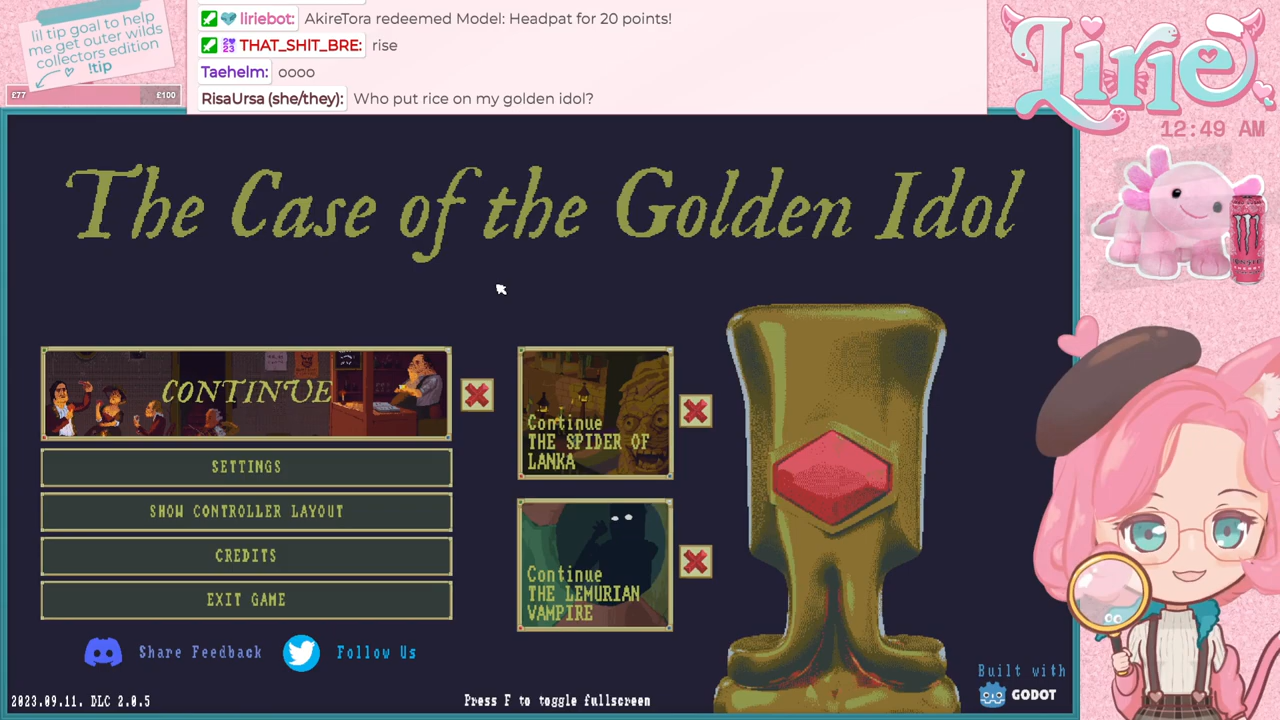 lil tip goal to help
me get outer wilds
collectors edition
!tip
£77
£100
liriebot: AkireTora redeemed Model: Headpat for 20 points!
THAT_SHIT_BRE: rise
Taehelm: oooo
RisaUrsa (she/they): Who put rice on my golden idol?
Lirie
12:49 AM
The Case of the Golden Idol
CONTINUE
SETTINGS
SHOW CONTROLLER LAYOUT
CREDITS
EXIT GAME
Continue
THE SPIDER OF
LANKA
Continue
THE LEMURIAN
VAMPIRE
Share Feedback
Follow Us
Built with
GODOT
2023.09.11. DLC 2.0.5
Press F to toggle fullscreen